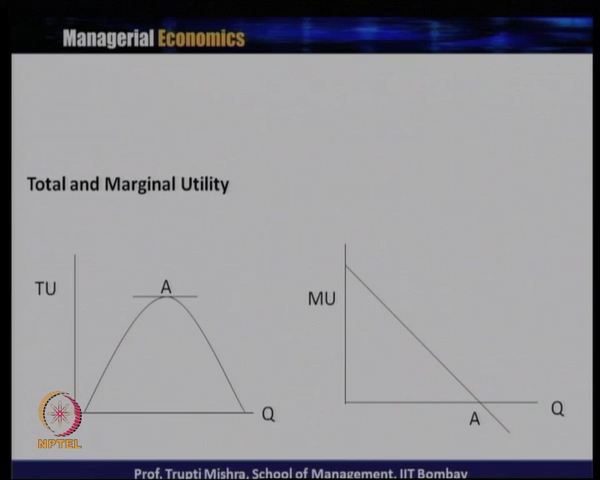 Managerial Economics
Total and Marginal Utility
TU
A
Q
MU
A
Q
NPTEL
Prof. Trupti Mishra, School of Management, IIT Bombay